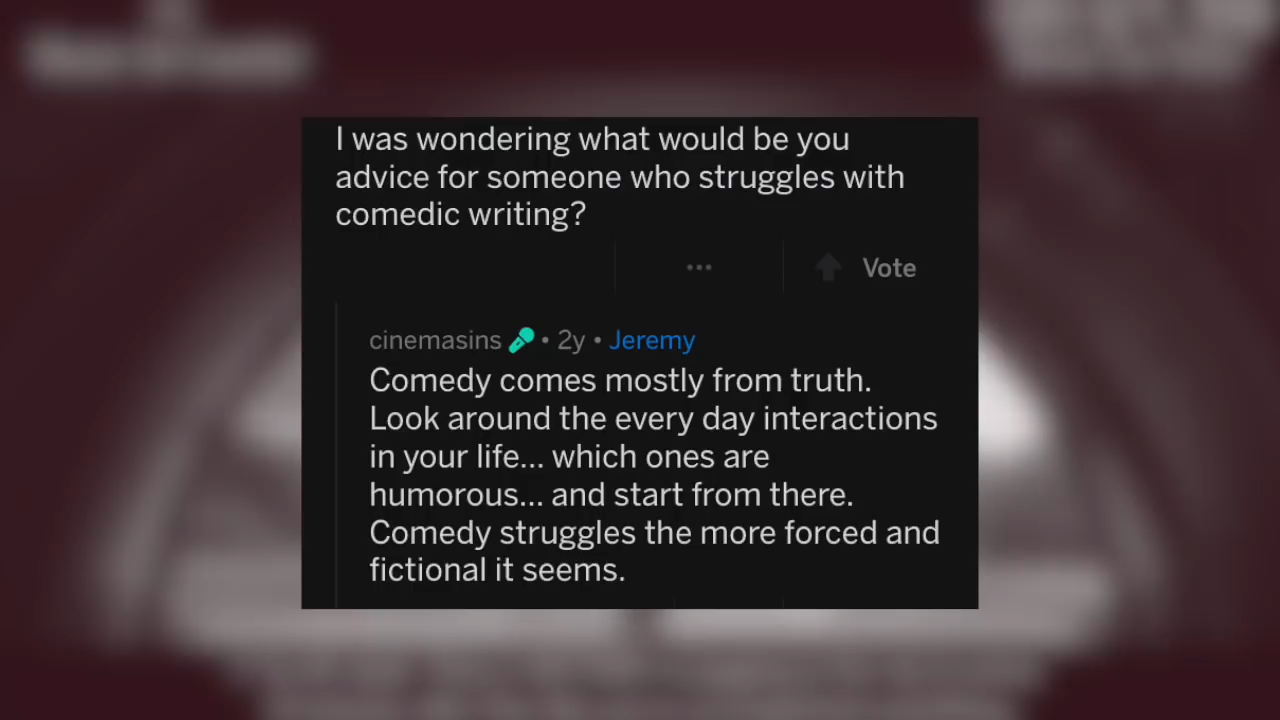 I was wondering what would be you
advice for someone who struggles with
comedic writing?
... Vote
cinemasins • 2y • Jeremy
Comedy comes mostly from truth.
Look around the every day interactions
in your life... which ones are
humorous... and start from there.
Comedy struggles the more forced and
fictional it seems.